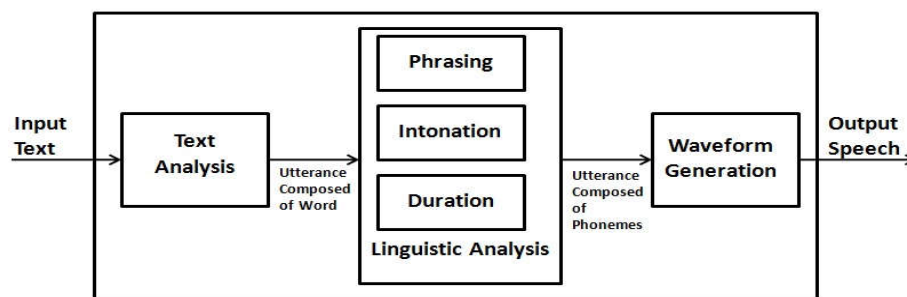 Input
Text
Text
Analysis
Utterance
Composed
of Word
Phrasing
Intonation
Duration
Linguistic Analysis
Utterance
Composed
of
Phonemes
Waveform
Generation
Output
Speech